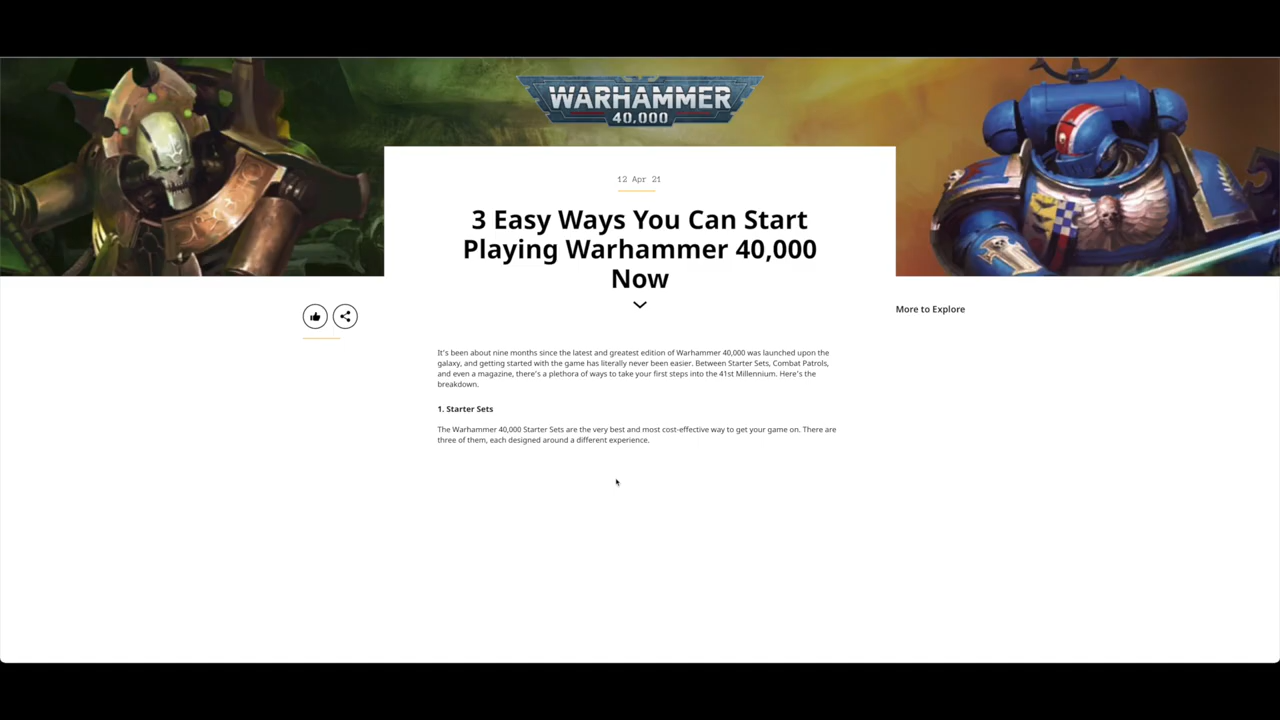 WARHAMMER
40,000
12 Apr 21
3 Easy Ways You Can Start
Playing Warhammer 40,000
Now
More to Explore
It's been about nine months since the latest and greatest edition of Warhammer 40,000 was launched upon the
galaxy, and getting started with the game has literally never been easier. Between Starter Sets, Combat Patrols,
and even a magazine, there's a plethora of ways to take your first steps into the 41st Millennium. Here's the
breakdown.
1. Starter Sets
The Warhammer 40,000 Starter Sets are the very best and most cost-effective way to get your game on. There are
three of them, each designed around a different experience.